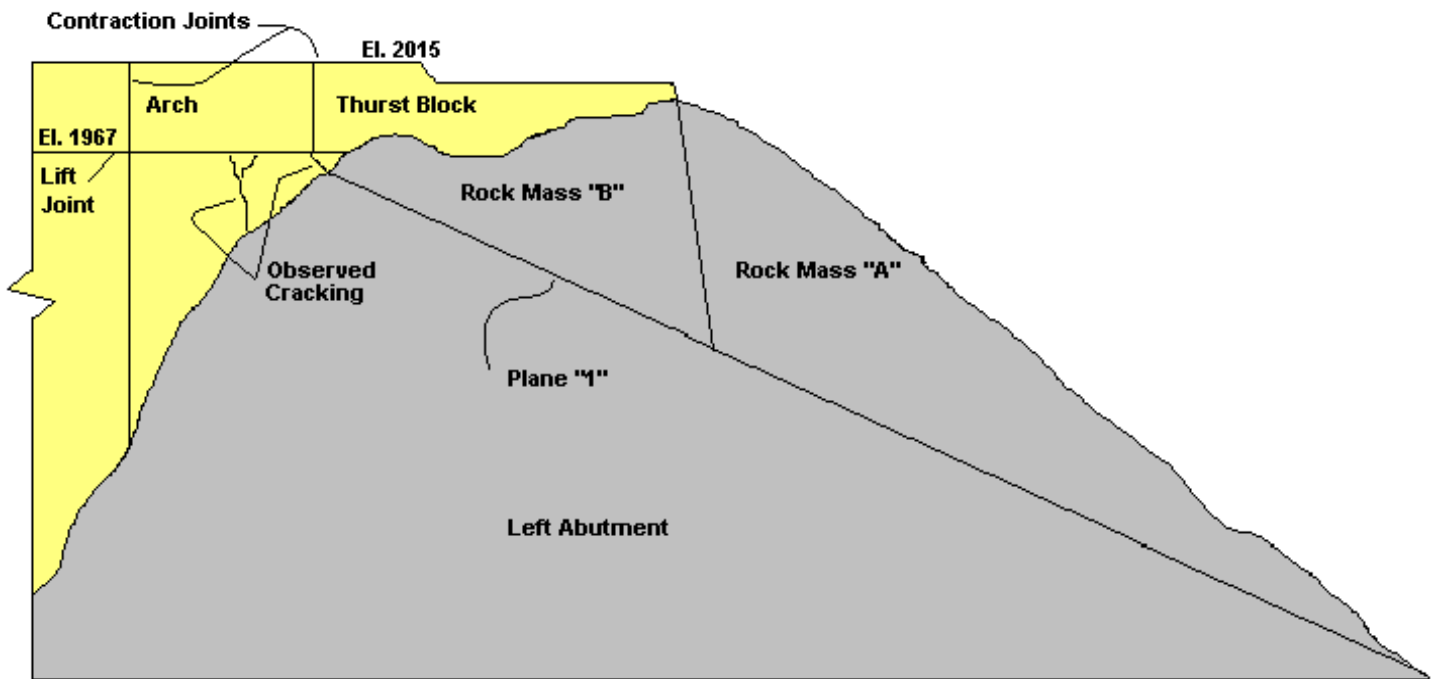 Contraction Joints
El. 2015
Arch
Thurst Block
El. 1967
Lift
Joint
Rock Mass "B"
Observed
Cracking
Rock Mass "A"
Plane "1"
Left Abutment